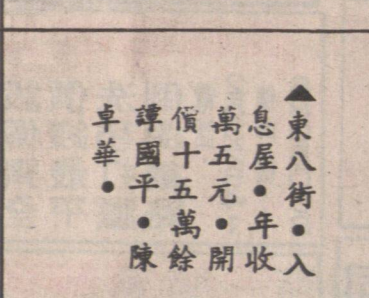 ▲東八街●入
息屋●年收
萬五元●開
價十五萬餘
譚國平●陳
卓華●